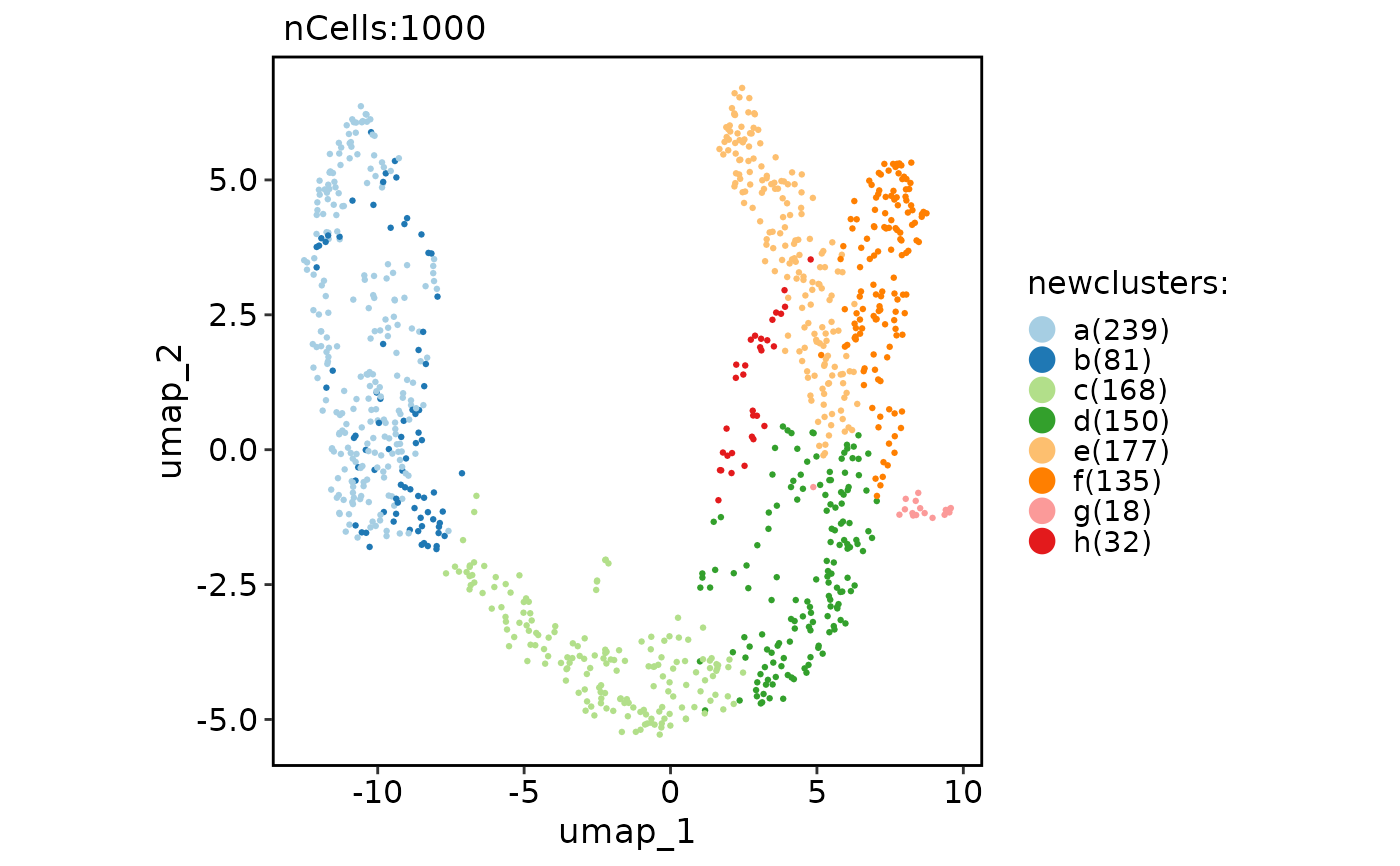 nCells:1000
umap_2
5.0
2.5
0.0
-2.5
-5.0
-10
-5
0
5
10
umap_1
newclusters:
a(239)
b(81)
c(168)
d(150)
e(177)
f(135)
g(18)
h(32)